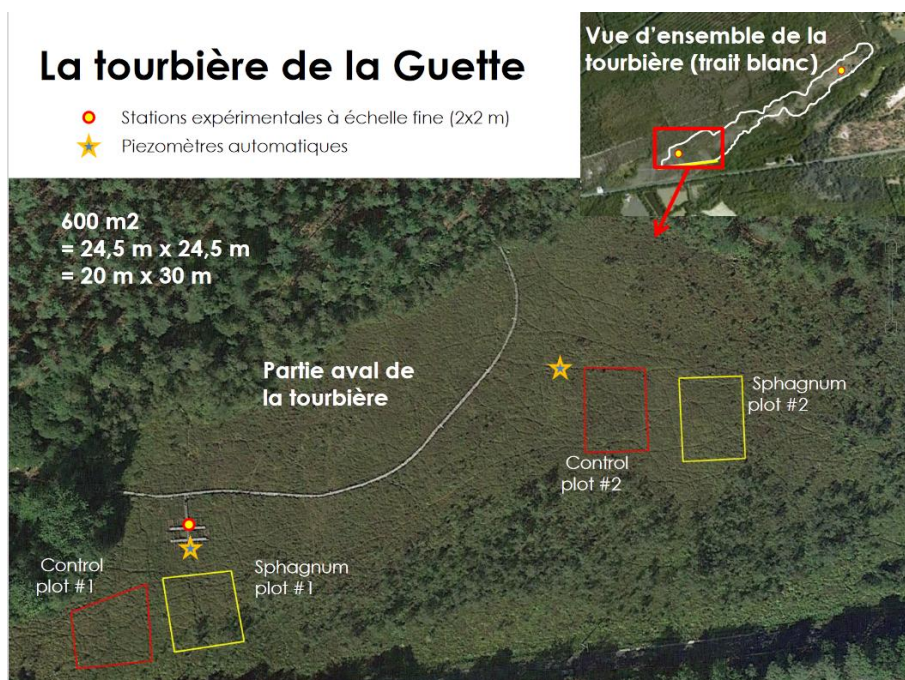 La tourbière de la Guette
Stations expérimentales à échelle fine (2x2 m)
Piezomètres automatiques
Vue d'ensemble de la
tourbière (trait blanc)
600 m2
= 24,5 m x 24,5 m
= 20 m x 30 m
Partie aval de
la tourbière
Sphagnum
plot #2
Control
plot #2
Control
plot #1
Sphagnum
plot #1